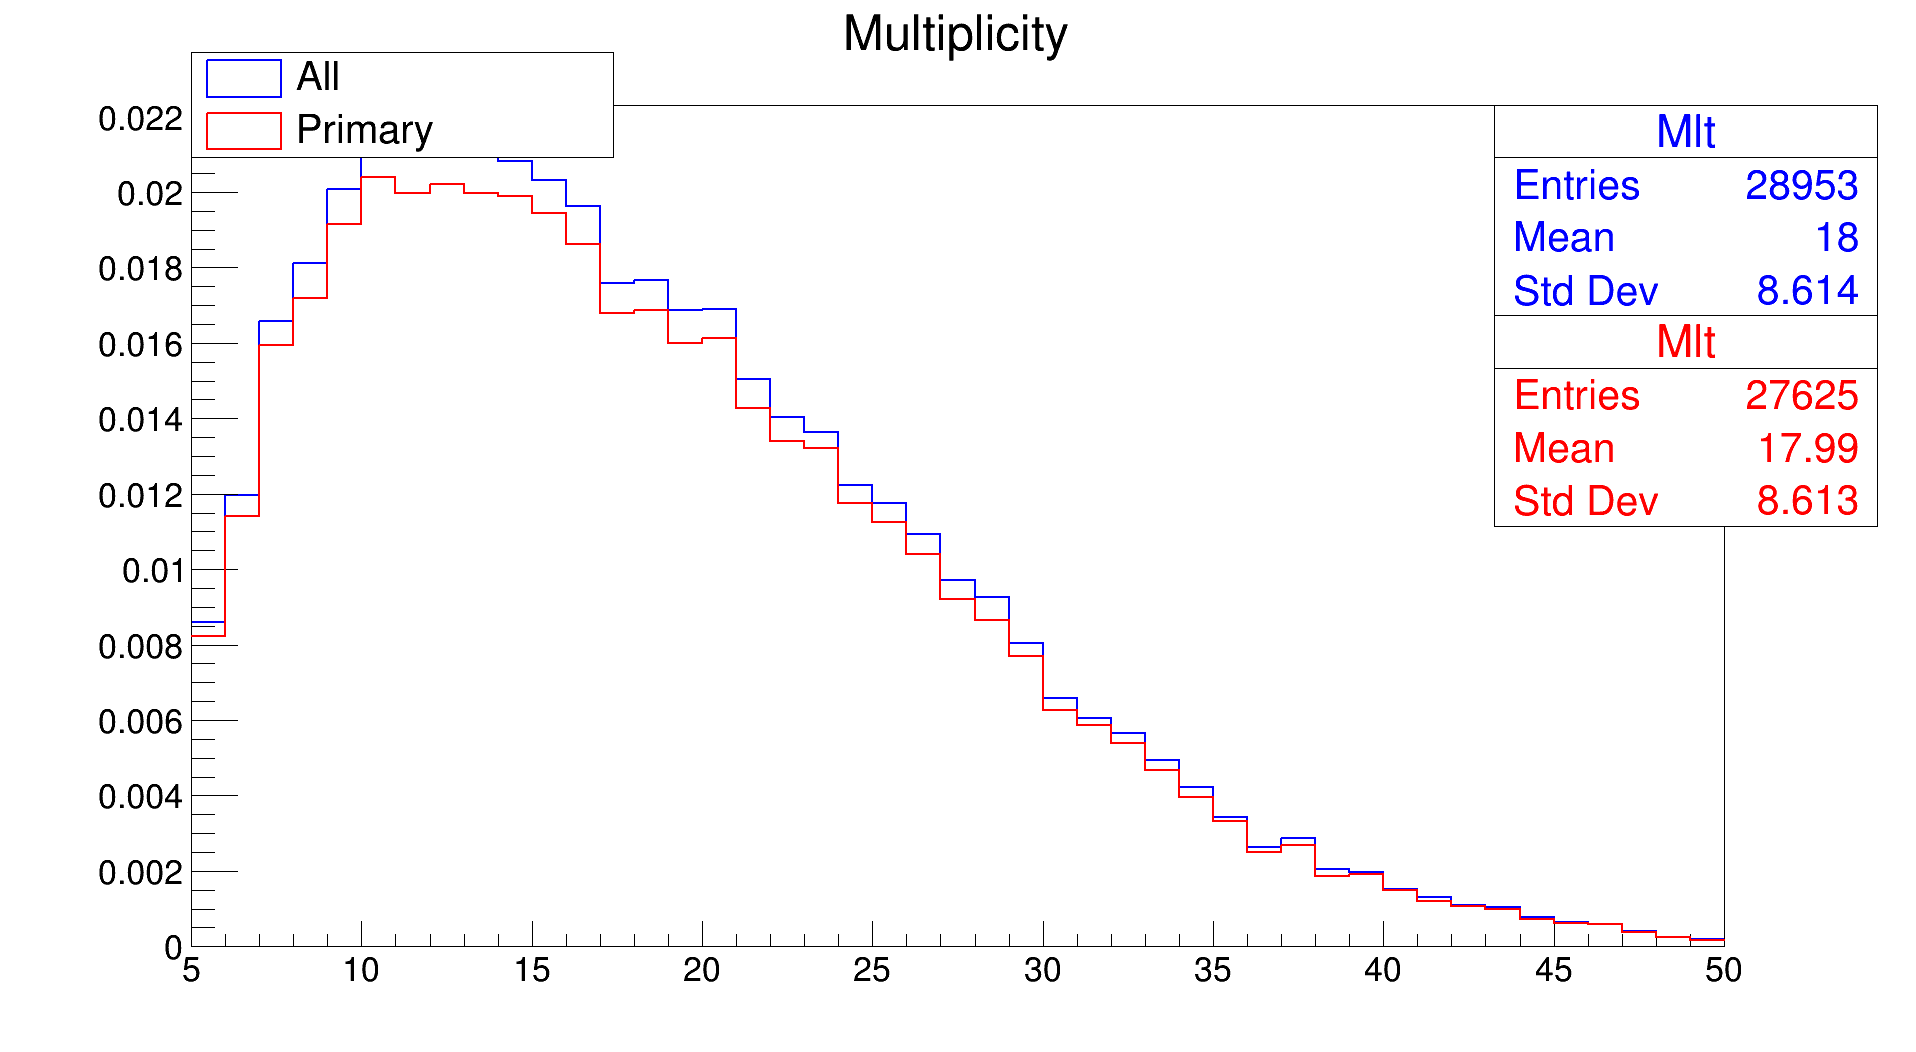 Multiplicity
All
Primary
0.022
0.02
0.018
0.016
0.014
0.012
0.01
0.008
0.006
0.004
0.002
0
5 10 15 20 25 30 35 40 45 50
Mlt
Entries 28953
Mean 18
Std Dev 8.614
Mlt
Entries 27625
Mean 17.99
Std Dev 8.613